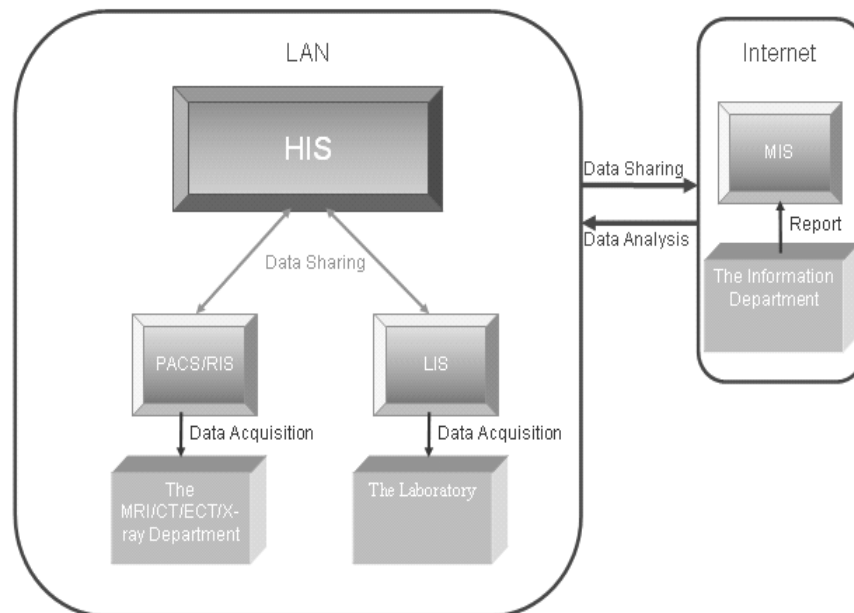 LAN
HIS
Data Sharing
PACS/RIS
LIS
Data Acquisition
Data Acquisition
The
MRI/CT/ECT/X-
ray Department
The Laboratory
Data Sharing
Data Analysis
Internet
MIS
Report
The Information
Department